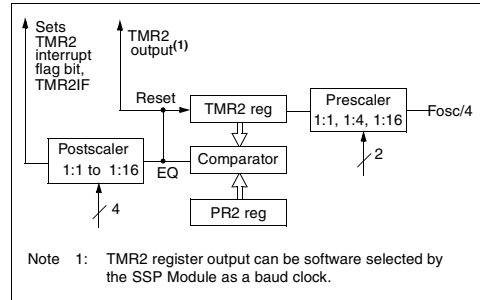 Sets
TMR2
interrupt
flag bit,
TMR2IF
TMR2
output(1)
Reset
TMR2 reg
Prescaler
1:1, 1:4, 1:16
Fosc/4
2
Postscaler
1:1 to 1:16
EQ
Comparator
4
PR2 reg
Note 1: TMR2 register output can be software selected by
the SSP Module as a baud clock.